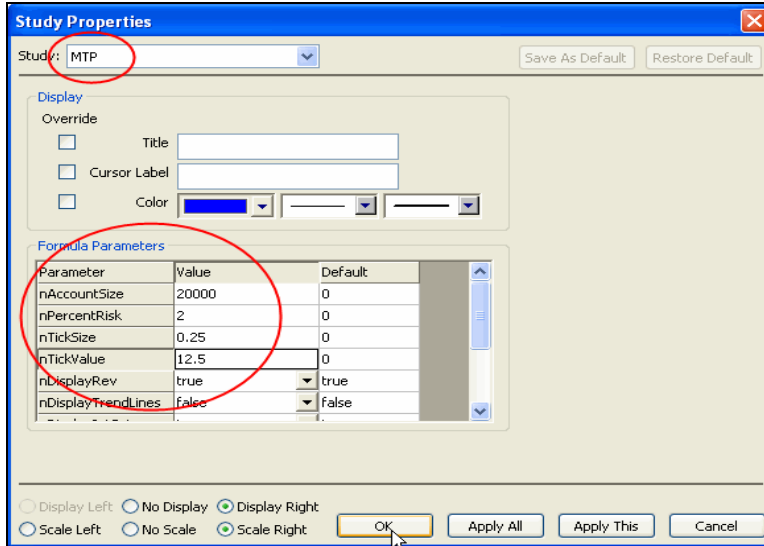 Study Properties
Study: MTP Save As Default Restore Default
Display
Override
Title
Cursor Label
Color
Formula Parameters
Parameter Value Default
nAccountSize 20000 0
nPercentRisk 2 0
nTickSize 0.25 0
nTickValue 12.5 0
nDisplayRev true true
nDisplayTrendLines false false
Display Left No Display Display Right
Scale Left No Scale Scale Right OK Apply All Apply This Cancel